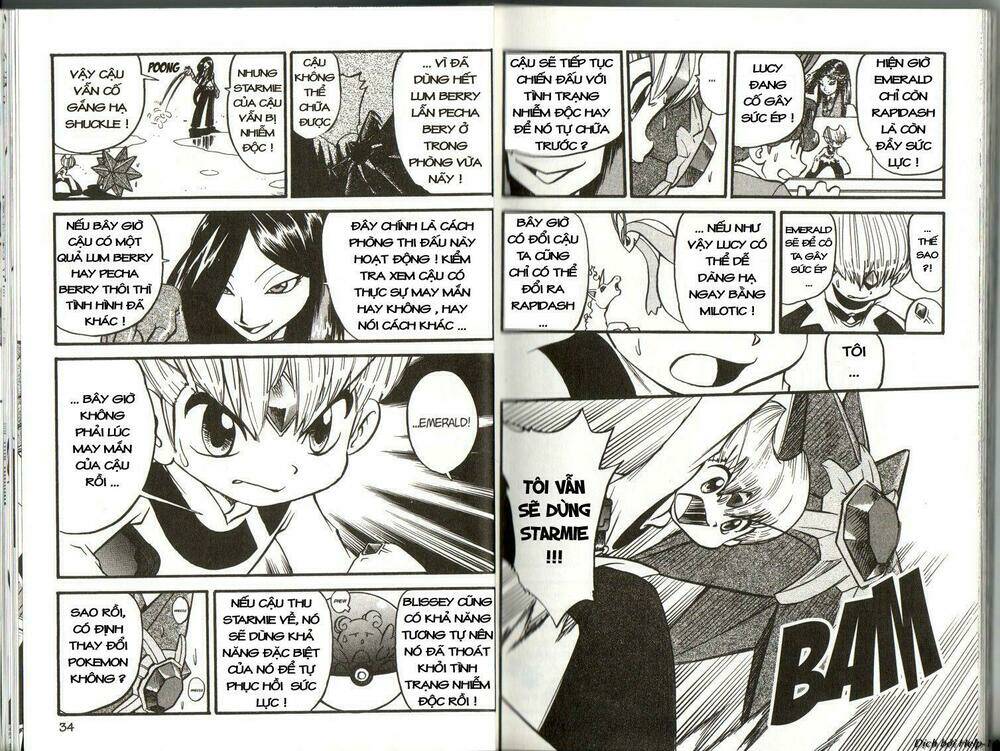 VẬY CẬU
VẪN CỐ
GẮNG HẠ
SHUCKLE !
POONG
NHƯNG
STARMIE
CỦA CẬU
VẪN BỊ
NHIỄM
ĐỘC !
CẬU
KHÔNG
THỂ
CHỮA
ĐƯỢC
... VÌ ĐÃ
DÙNG HẾT
LUM BERRY
LẪN PECHA
BERY Ở
TRONG
PHÒNG VỪA
NÃY !
NẾU BÂY GIỜ
CẬU CÓ MỘT
QUẢ LUM BERRY
HAY PECHA
BERRY THÔI THÌ
TÌNH HÌNH ĐÃ
KHÁC !
ĐÂY CHÍNH LÀ CÁCH
PHÒNG THI ĐẤU NÀY
HOẠT ĐỘNG ! KIỂM
TRA XEM CẬU CÓ
THỰC SỰ MAY MẮN
HAY KHÔNG , HAY
NÓI CÁCH KHÁC ...
... BÂY GIỜ
KHÔNG
PHẢI LÚC
MAY MẮN
CỦA CẬU
RỒI ...
...EMERALD!
SAO RỒI,
CÓ ĐỊNH
THAY ĐỔI
POKEMON
KHÔNG ?
NẾU CẬU THU
STARMIE VỀ, NÓ
SẼ DÙNG KHẢ
NĂNG ĐẶC BIỆT
CỦA NÓ ĐỂ TỰ
PHỤC HỒI SỨC
LỰC !
BLISSEY CŨNG
CÓ KHẢ NĂNG
TƯƠNG TỰ NÊN
NÓ ĐÃ THOÁT
KHỎI TÌNH
TRẠNG NHIỄM
ĐỘC RỒI !
34
CẬU SẼ TIẾP TỤC
CHIẾN ĐẤU VỚI
TÌNH TRẠNG
NHIỄM ĐỘC HAY
ĐỂ NÓ TỰ CHỮA
TRƯỚC ?
...
LUCY
ĐANG
CỐ GÂY
SỨC ÉP !
HIỆN GIỜ
EMERALD
CHỈ CÒN
RAPIDASH
LÀ CÒN
ĐẦY SỨC
LỰC !
BÂY GIỜ
CÓ ĐỔI CẬU
TA CŨNG
CHỈ CÓ THỂ
ĐỔI RA
RAPIDASH
...
... NẾU NHƯ
VẬY LUCY CÓ
THỂ DỄ
DÀNG HẠ
NGAY BẰNG
MILOTIC ...
...
EMERALD
SẼ ĐỂ CÔ
TA GÂY
SỨC ÉP
...
...
THẾ
SAO
?!
TÔI
...
TÔI VẪN
SẼ DÙNG
STARMIE
!!!
BAM